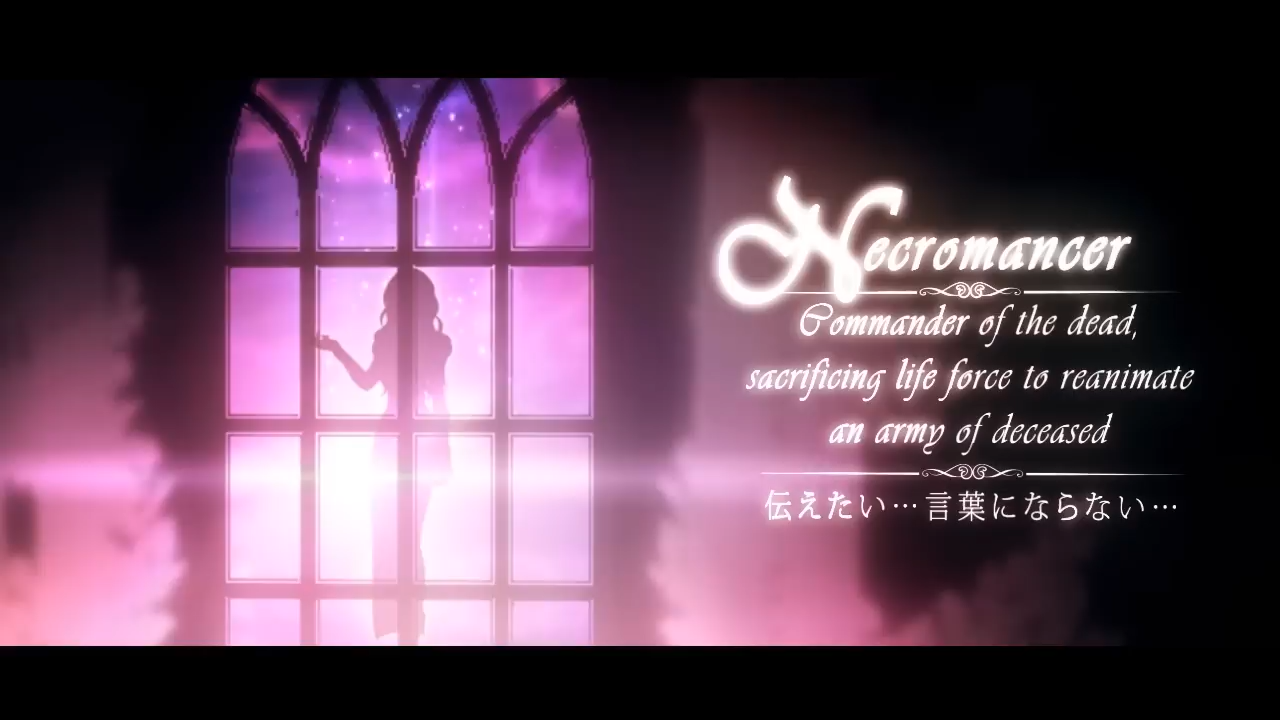 Necromancer
Commander of the dead,
sacrificing life force to reanimate
an army of deceased
伝えたい…言葉にならない…